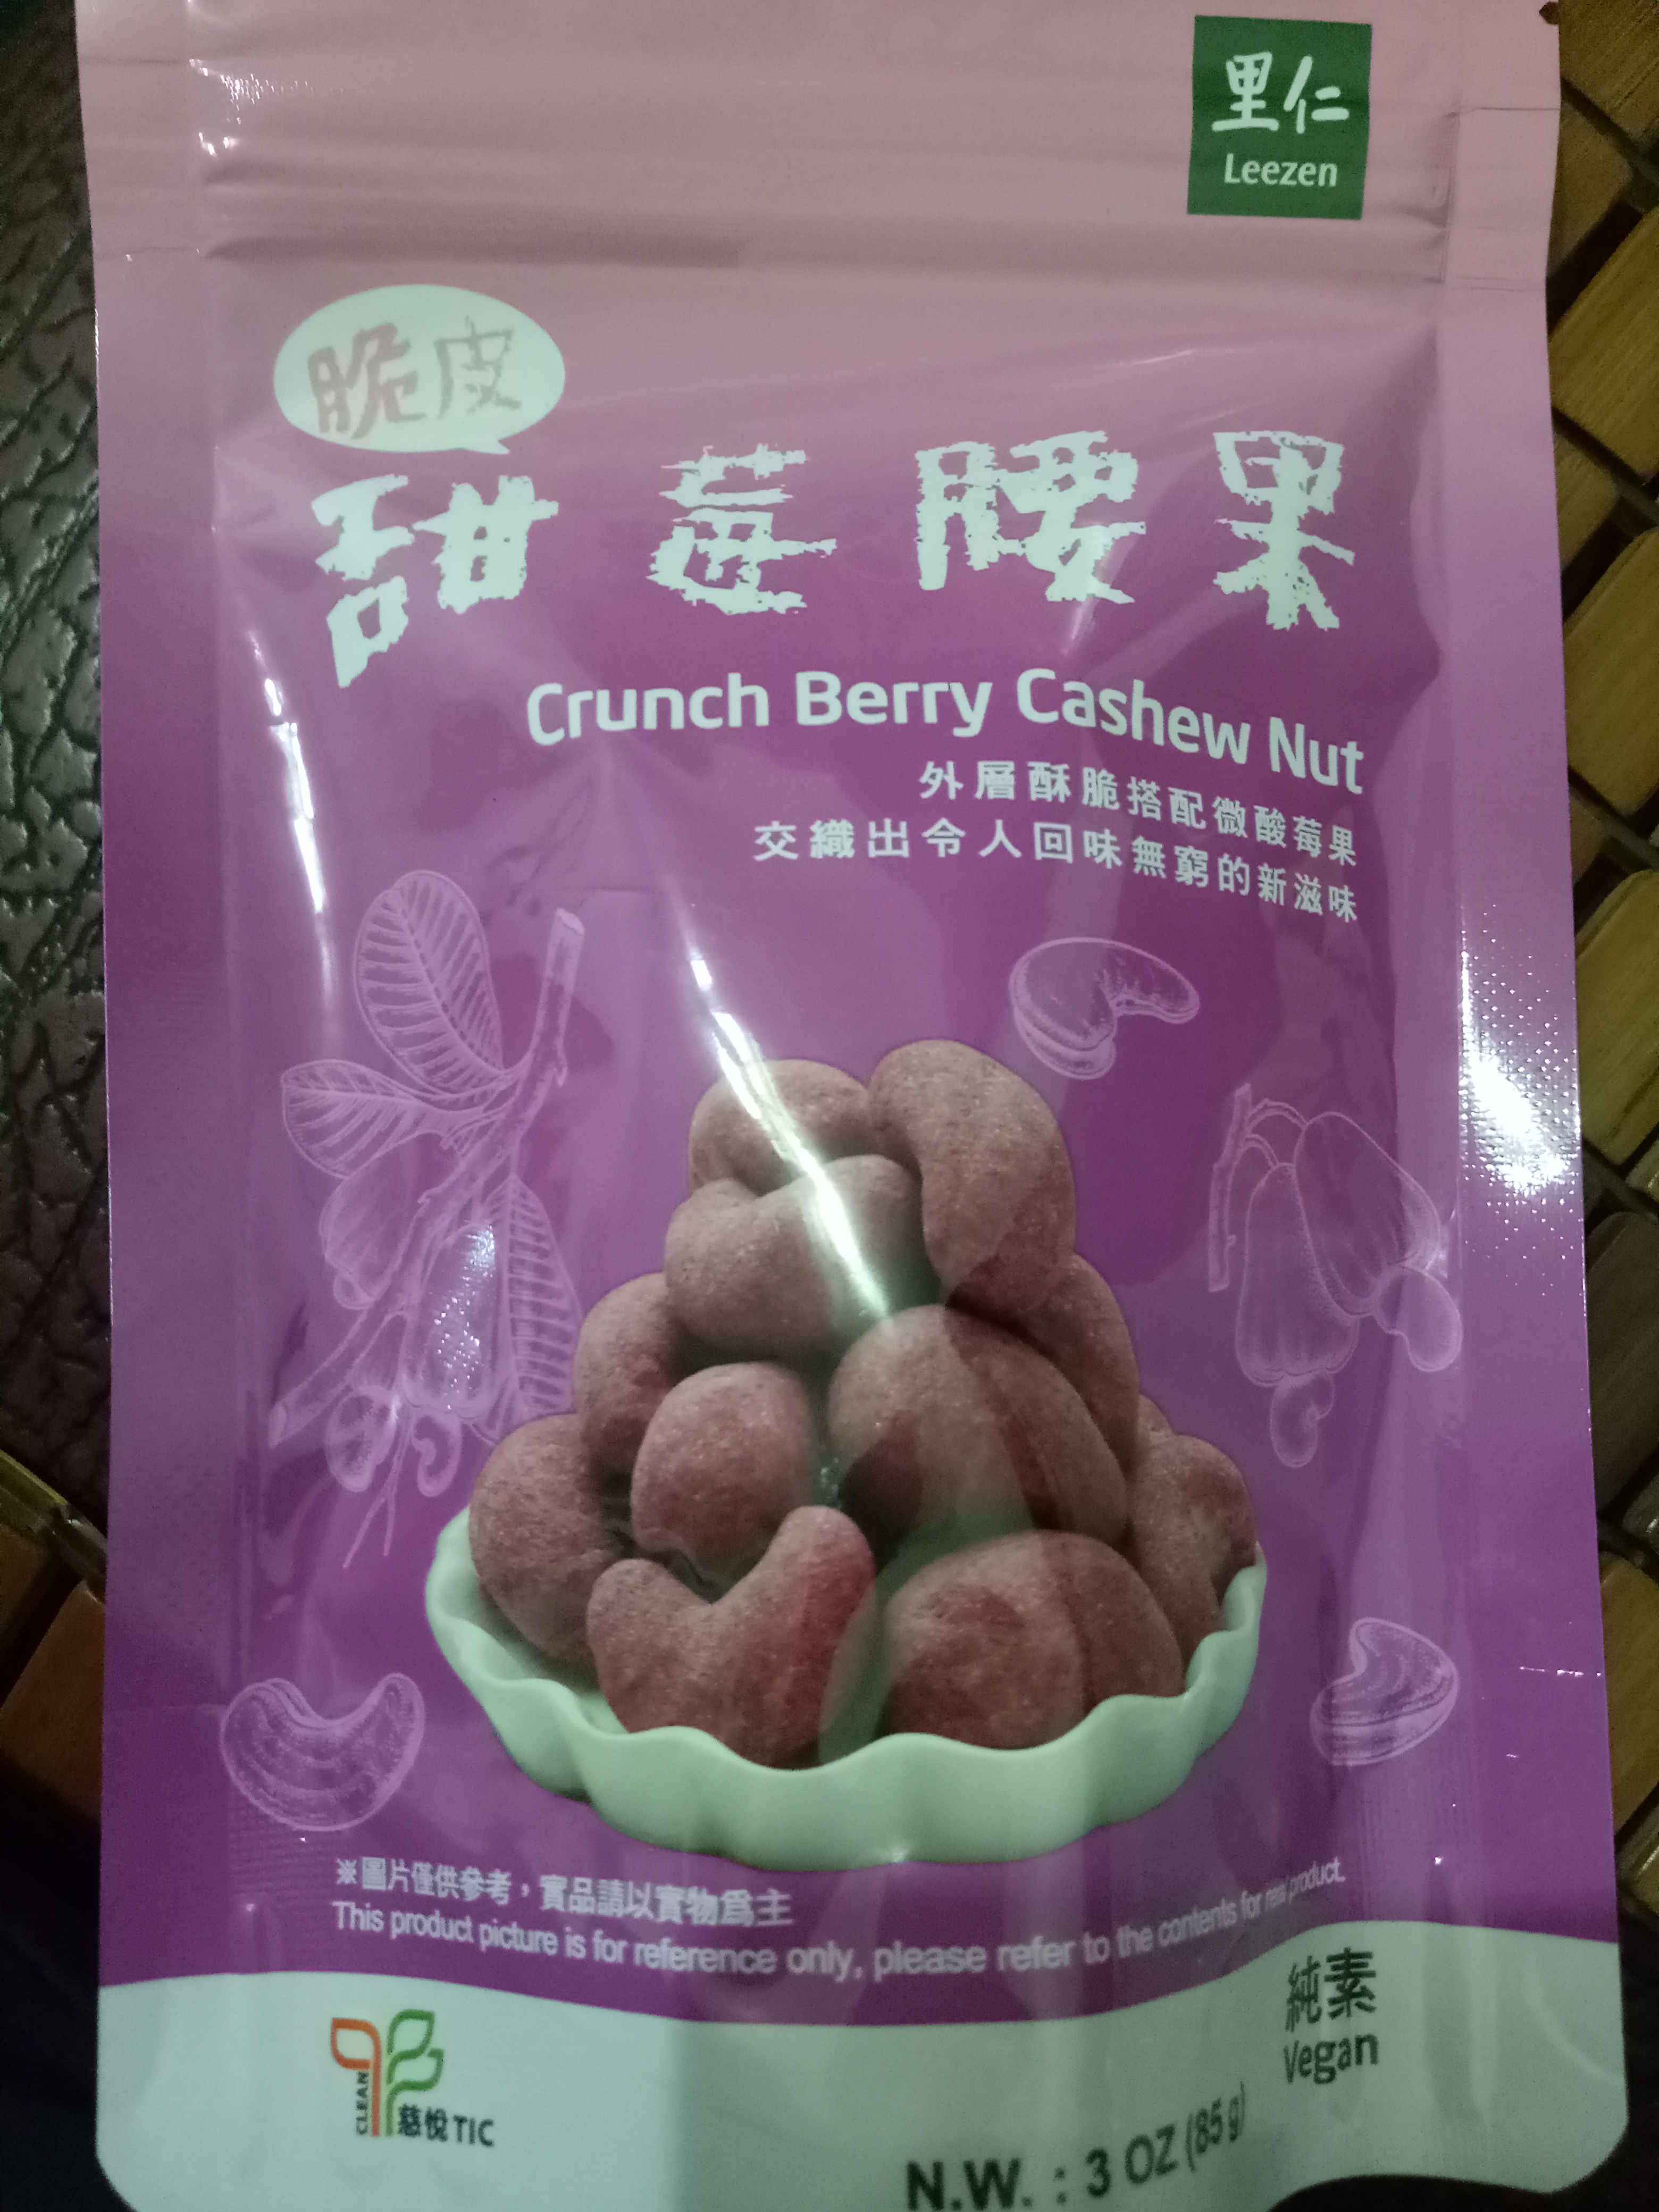 里仁
Leezen
脆皮
甜莓腰果
Crunch Berry Cashew Nut
外層酥脆搭配微酸莓果
交織出令人回味無窮的新滋味
※圖片僅供參考，實品請以實物為主
This product picture is for reference only, please refer to the contents for real product.
純素
Vegan
CLEAN
慈悅TIC
N.W. : 3 OZ (85 g)